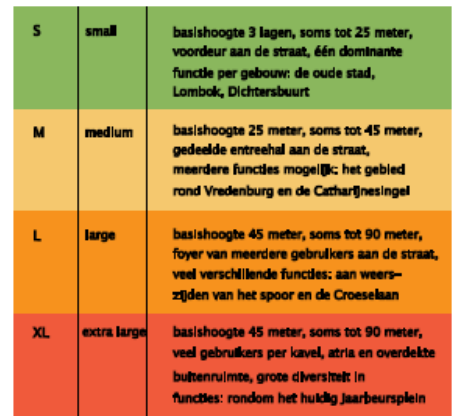 S small basishoogte 3 lagen, soms tot 25 meter,
voordeur aan de straat, één dominante
functie per gebouw: de oude stad,
Lombok, Dichtersbuurt
M medium basishoogte 25 meter, soms tot 45 meter,
gedeelde entreehal aan de straat,
meerdere functies mogelijk: het gebied
rond Vredenburg en de Catharijnesingel
L large basishoogte 45 meter, soms tot 90 meter,
foyer van meerdere gebruikers aan de straat,
veel verschillende functies: aan weers-
zijden van het spoor en de Croeselaan
XL extra large basishoogte 45 meter, soms tot 90 meter,
veel gebruikers per kavel, atria en overdekte
buitenruimte, grote diversiteit in
functies: rondom het huidig Jaarbeursplein